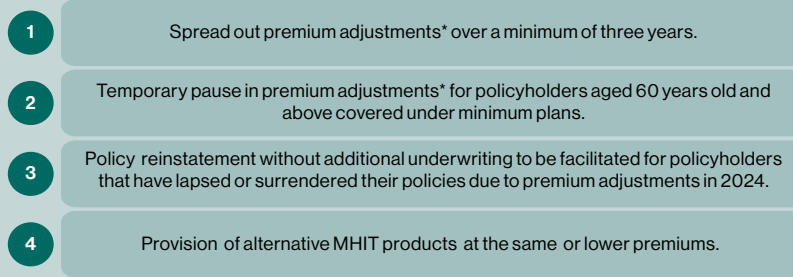 1
Spread out premium adjustments* over a minimum of three years.
2
Temporary pause in premium adjustments* for policyholders aged 60 years old and
above covered under minimum plans.
3
Policy reinstatement without additional underwriting to be facilitated for policyholders
that have lapsed or surrendered their policies due to premium adjustments in 2024.
4
Provision of alternative MHIT products at the same or lower premiums.